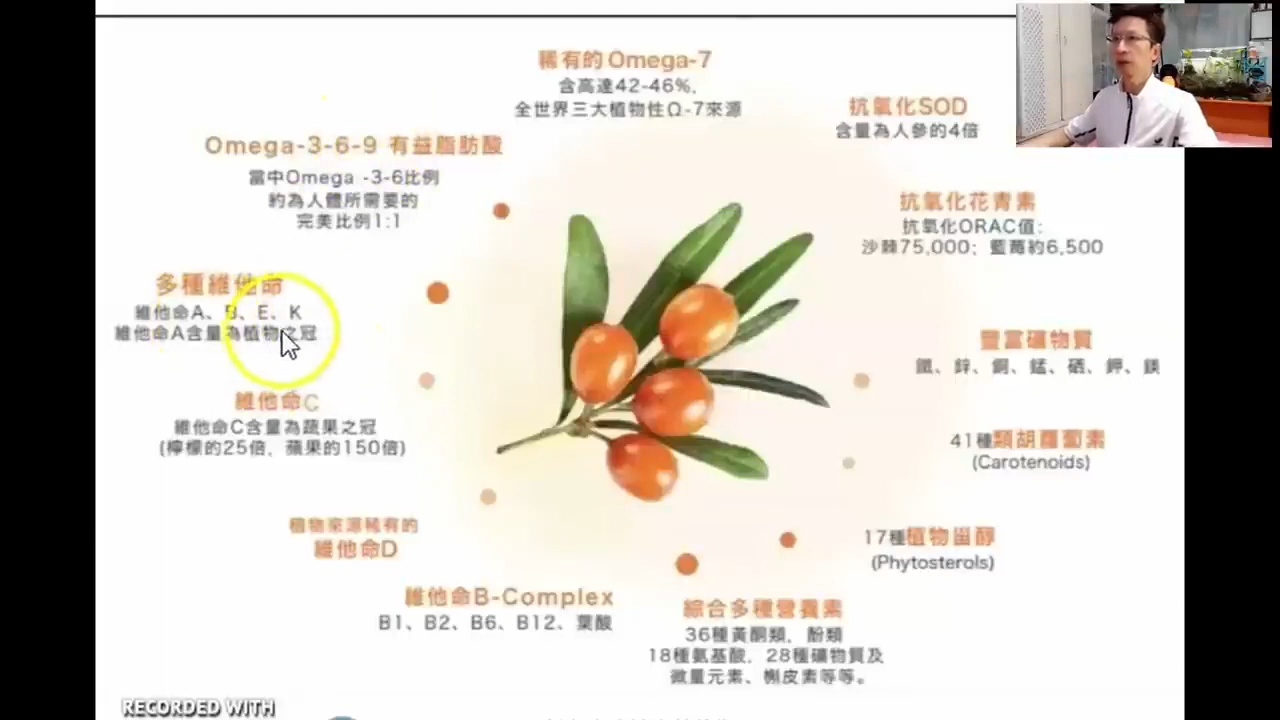 稀有的 Omega-7
含高達42-46%,
全世界三大植物性Ω-7來源
抗氧化SOD
含量為人參的4倍
Omega-3-6-9 有益脂肪酸
當中Omega -3-6比例
約為人體所需要的
完美比例1:1
抗氧化花青素
抗氧化ORAC值:
沙棘75,000; 藍莓約6,500
多種維他命
維他命A、B、E、K
維他命A含量為植物之冠
豐富礦物質
鐵、鋅、銅、錳、硒、鉀、鎂
維他命C
維他命C含量為蔬果之冠
(檸檬的25倍, 蘋果的150倍)
41種類胡蘿蔔素
(Carotenoids)
植物來源稀有的
維他命D
17種植物甾醇
(Phytosterols)
維他命B-Complex
B1、B2、B6、B12、葉酸
綜合多種營養素
36種黃酮類, 酚類
18種氨基酸, 28種礦物質及
微量元素、槲皮素等等。
RECORDED WITH